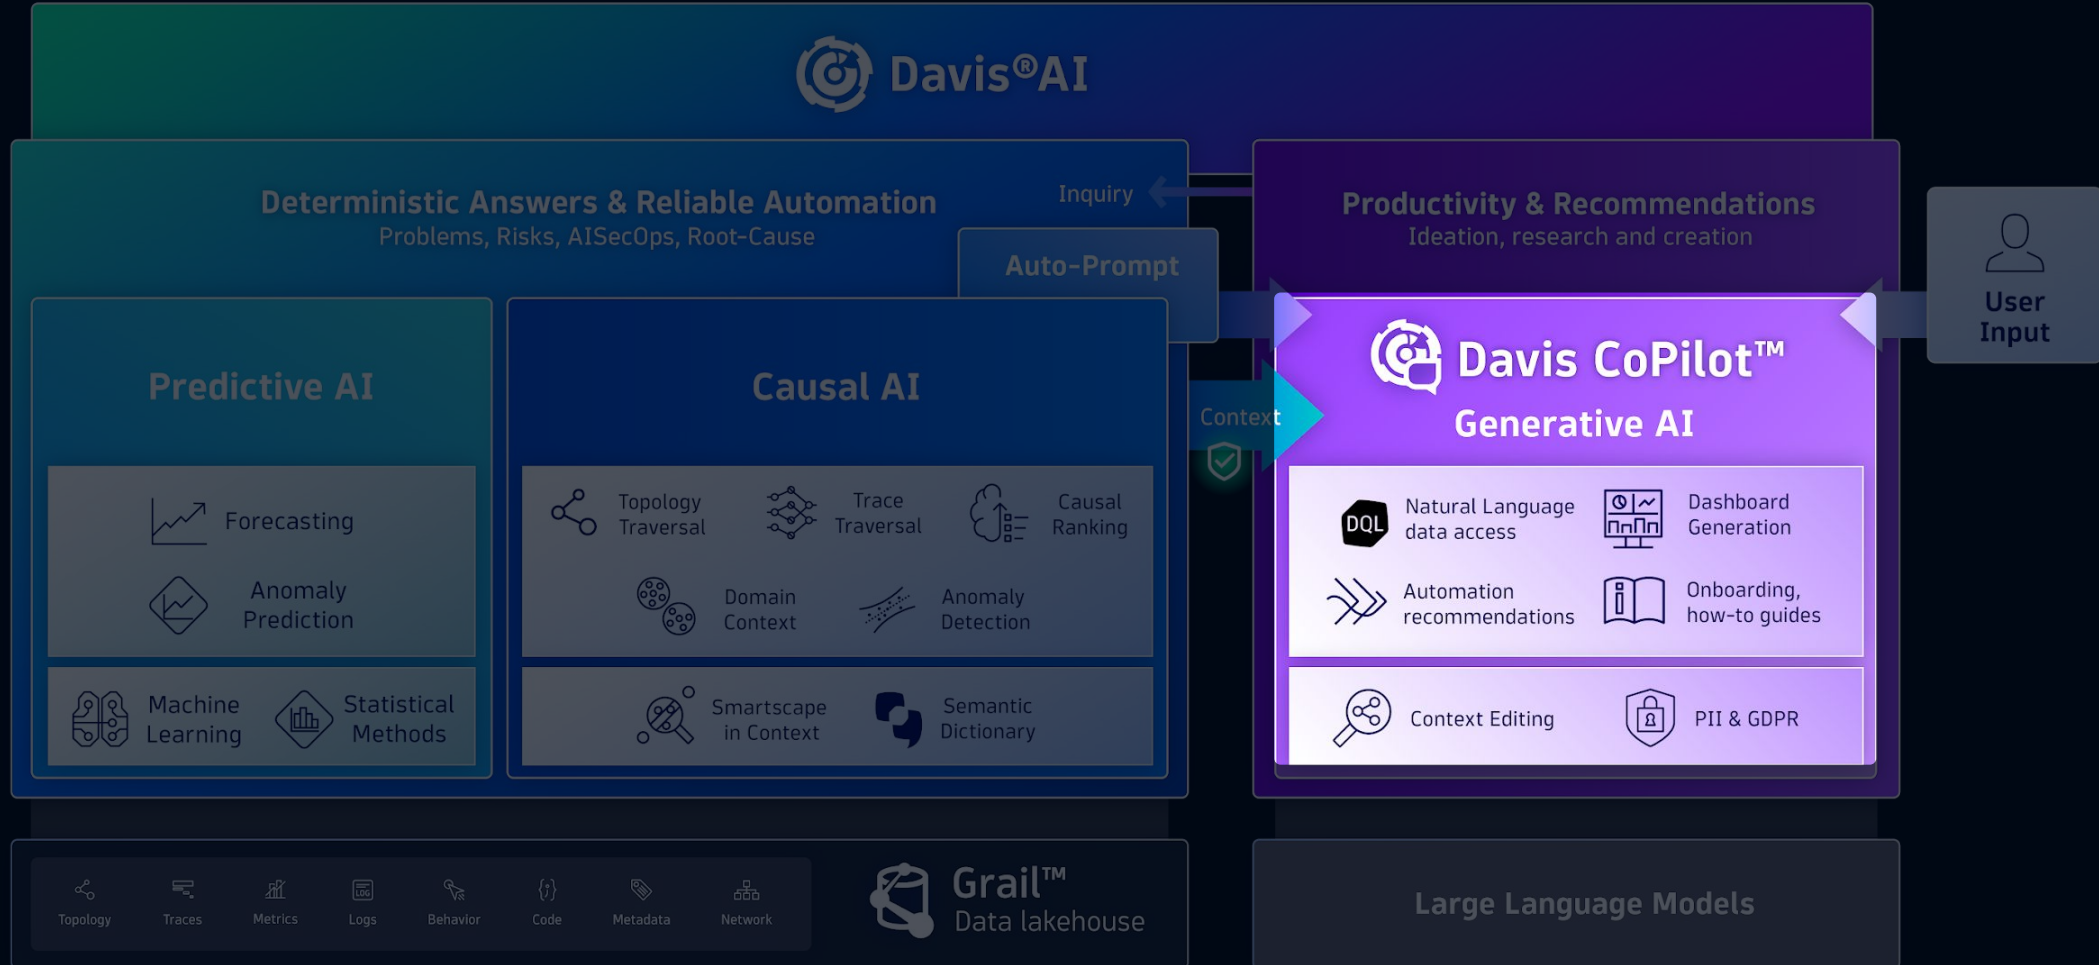 Davis®AI
Deterministic Answers & Reliable Automation
Problems, Risks, AISecOps, Root-Cause
Inquiry
Auto-Prompt
Productivity & Recommendations
Ideation, research and creation
User
Input
Predictive AI
Forecasting
Anomaly
Prediction
Machine
Learning
Statistical
Methods
Causal AI
Topology
Traversal
Trace
Traversal
Causal
Ranking
Domain
Context
Anomaly
Detection
Smartscape
in Context
Semantic
Dictionary
Context
Davis CoPilot™
Generative AI
DQL
Natural Language
data access
Dashboard
Generation
Automation
recommendations
Onboarding,
how-to guides
Context Editing
PII & GDPR
Topology
Traces
Metrics
LOG
Logs
Behavior
Code
Metadata
Network
Grail™
Data lakehouse
Large Language Models